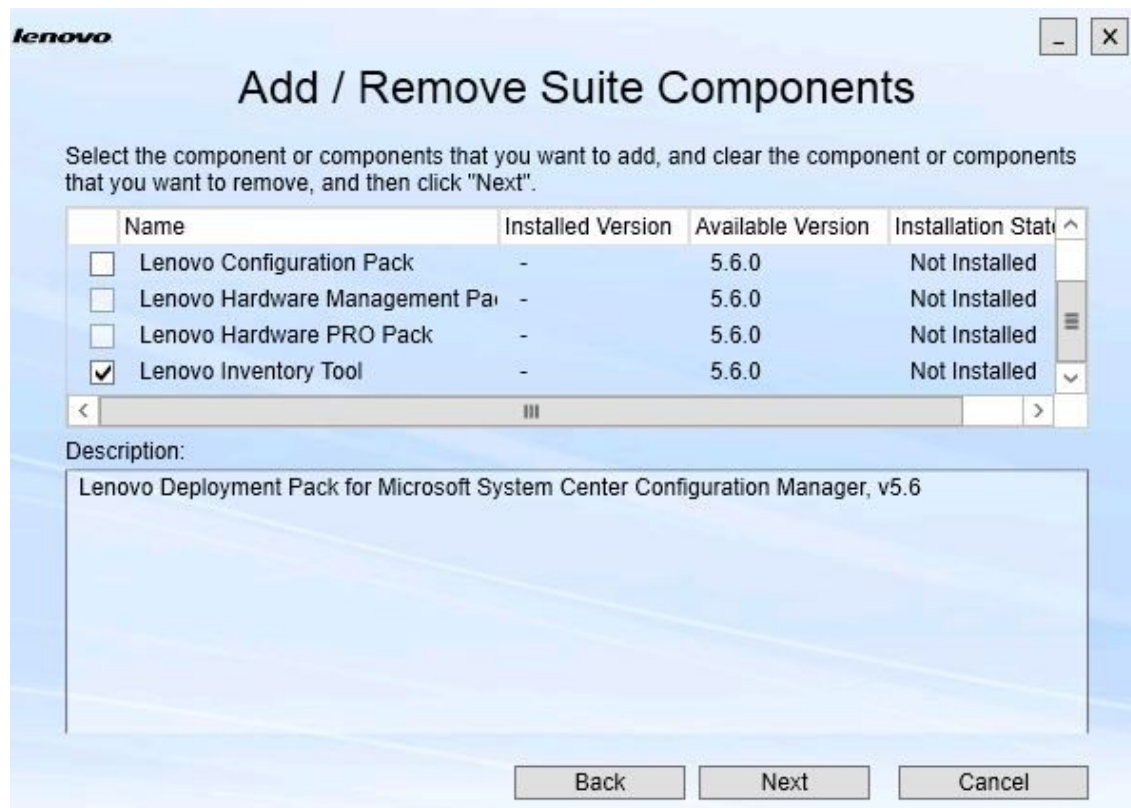 lenovo
Add / Remove Suite Components
Select the component or components that you want to add, and clear the component or components
that you want to remove, and then click "Next".
Name Installed Version Available Version Installation State
Lenovo Configuration Pack - 5.6.0 Not Installed
Lenovo Hardware Management Pa - 5.6.0 Not Installed
Lenovo Hardware PRO Pack - 5.6.0 Not Installed
Lenovo Inventory Tool - 5.6.0 Not Installed
Description:
Lenovo Deployment Pack for Microsoft System Center Configuration Manager, v5.6
Back Next Cancel